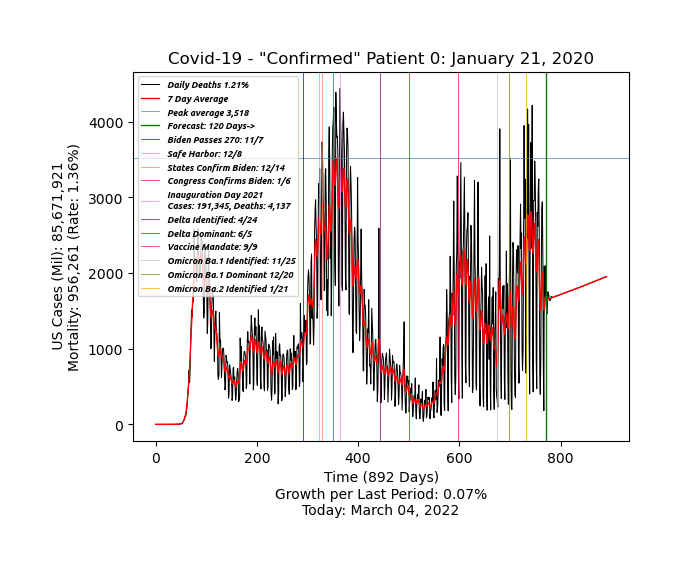 Covid-19 - "Confirmed" Patient 0: January 21, 2020
Daily Deaths 1.21%
7 Day Average
Peak average 3,518
Forecast: 120 Days->
Biden Passes 270: 11/7
Safe Harbor: 12/8
States Confirm Biden: 12/14
Congress Confirms Biden: 1/6
Inauguration Day 2021
Cases: 191,345, Deaths: 4,137
Delta Identified: 4/24
Delta Dominant: 6/5
Vaccine Mandate: 9/9
Omicron Ba.1 Identified: 11/25
Omicron Ba.1 Dominant 12/20
Omicron Ba.2 Identified 1/21
US Cases (Mil): 85,671,921
Mortality: 956,261 (Rate: 1.36%)
4000
3000
2000
1000
0
0 200 400 600 800
Time (892 Days)
Growth per Last Period: 0.07%
Today: March 04, 2022